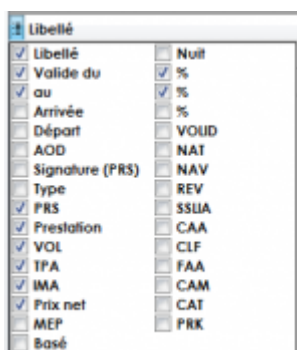 Libellé
Libellé
Valide du
au
Arrivée
Départ
AOD
Signature (PRS)
Type
PRS
Prestation
VOL
TPA
IMA
Prix net
MEP
Basé
Nuit
%
%
%
VOLID
NAT
NAV
REV
SSLIA
CAA
CLF
FAA
CAM
CAT
PRK